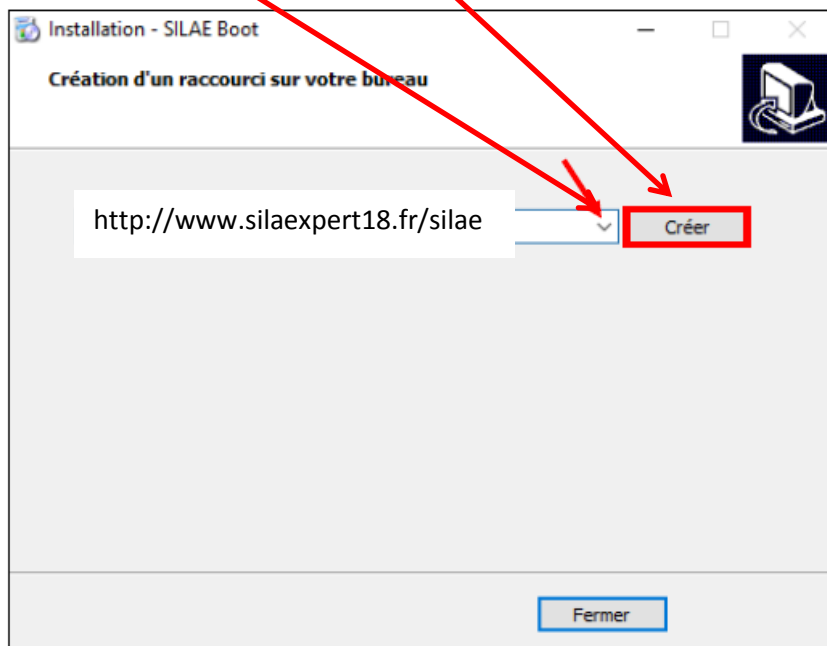 Installation - SILAE Boot
Création d'un raccourci sur votre bureau
http://www.silaexpert18.fr/silae
Créer
Fermer